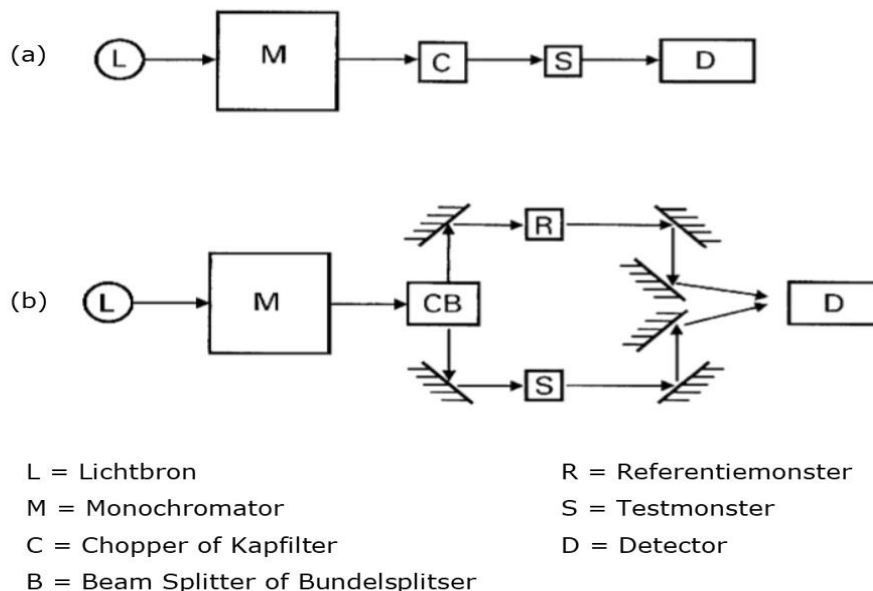 (a) L M C S D
R
(b) L M CB D
S
L = Lichtbron R = Referentiemonster
M = Monochromator S = Testmonster
C = Chopper of Kapfilter D = Detector
B = Beam Splitter of Bundelsplitser